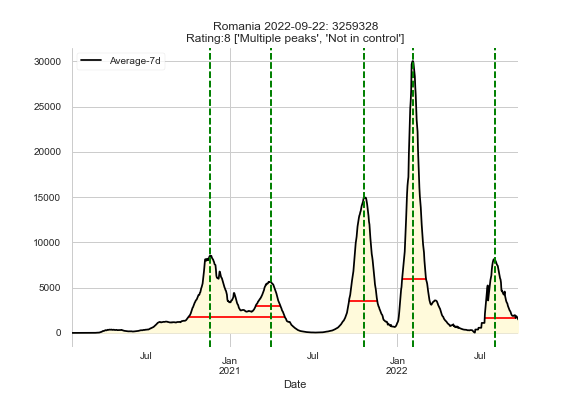 Romania 2022-09-22: 3259328
Rating:8 ['Multiple peaks', 'Not in control']
Average-7d
30000
25000
20000
15000
10000
5000
0
Jul
Jan
2021
Jul
Jan
2022
Jul
Date